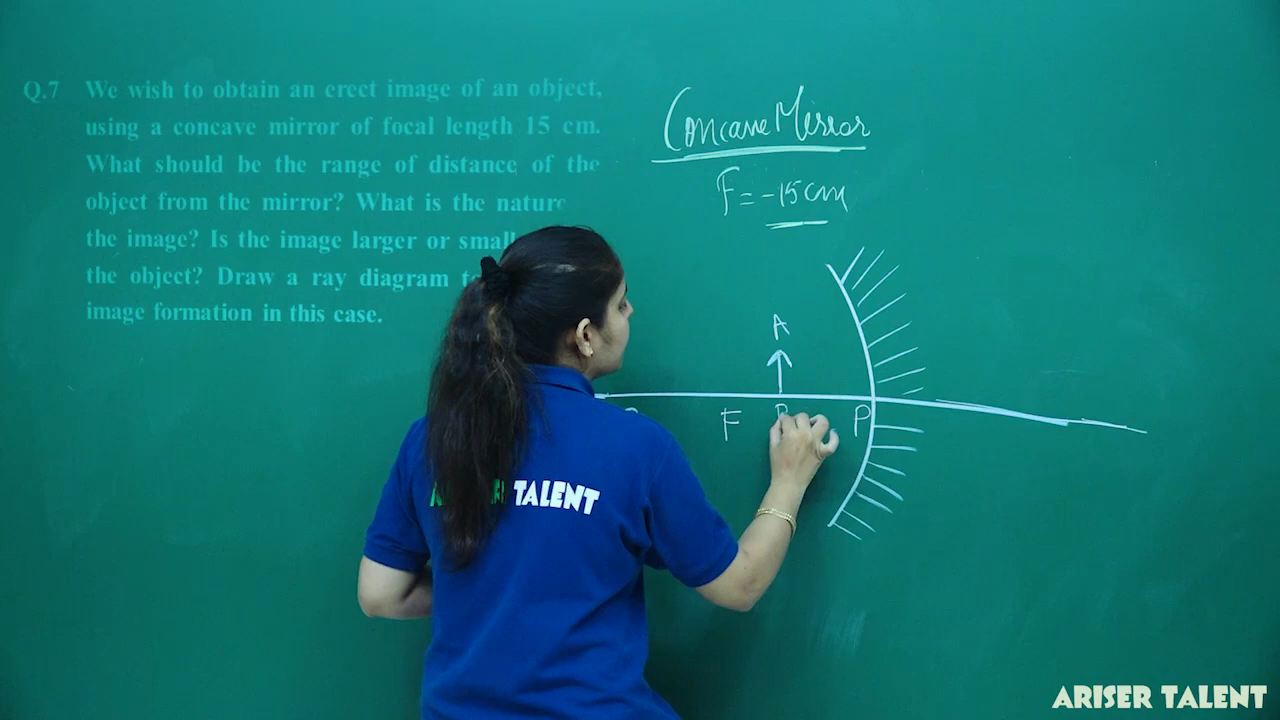 Q.7 We wish to obtain an erect image of an object,
using a concave mirror of focal length 15 cm.
What should be the range of distance of the
object from the mirror? What is the nature
the image? Is the image larger or small
the object? Draw a ray diagram
image formation in this case.
Concave Mirror
F = -15cm
A
F P
TALENT
ARISER TALENT